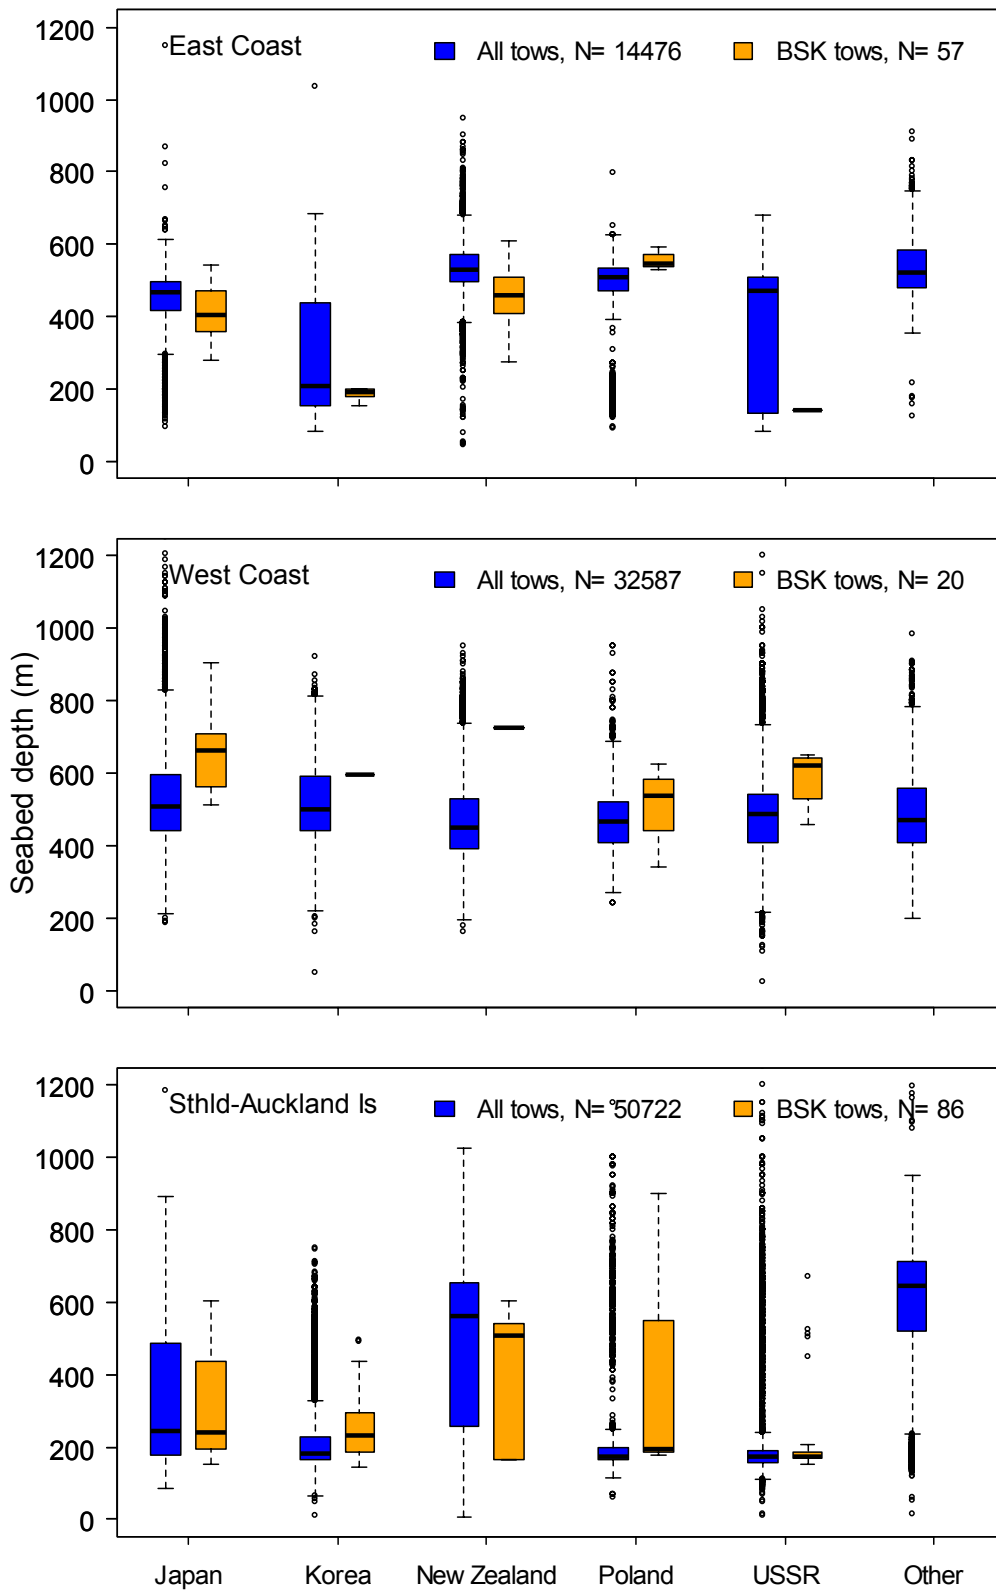 East Coast
All tows, N= 14476
BSK tows, N= 57
1200
1000
800
600
400
200
0
West Coast
All tows, N= 32587
BSK tows, N= 20
1200
1000
800
600
400
200
0
Seabed depth (m)
Sthld-Auckland Is
All tows, N= 50722
BSK tows, N= 86
1200
1000
800
600
400
200
0
Japan
Korea
New Zealand
Poland
USSR
Other